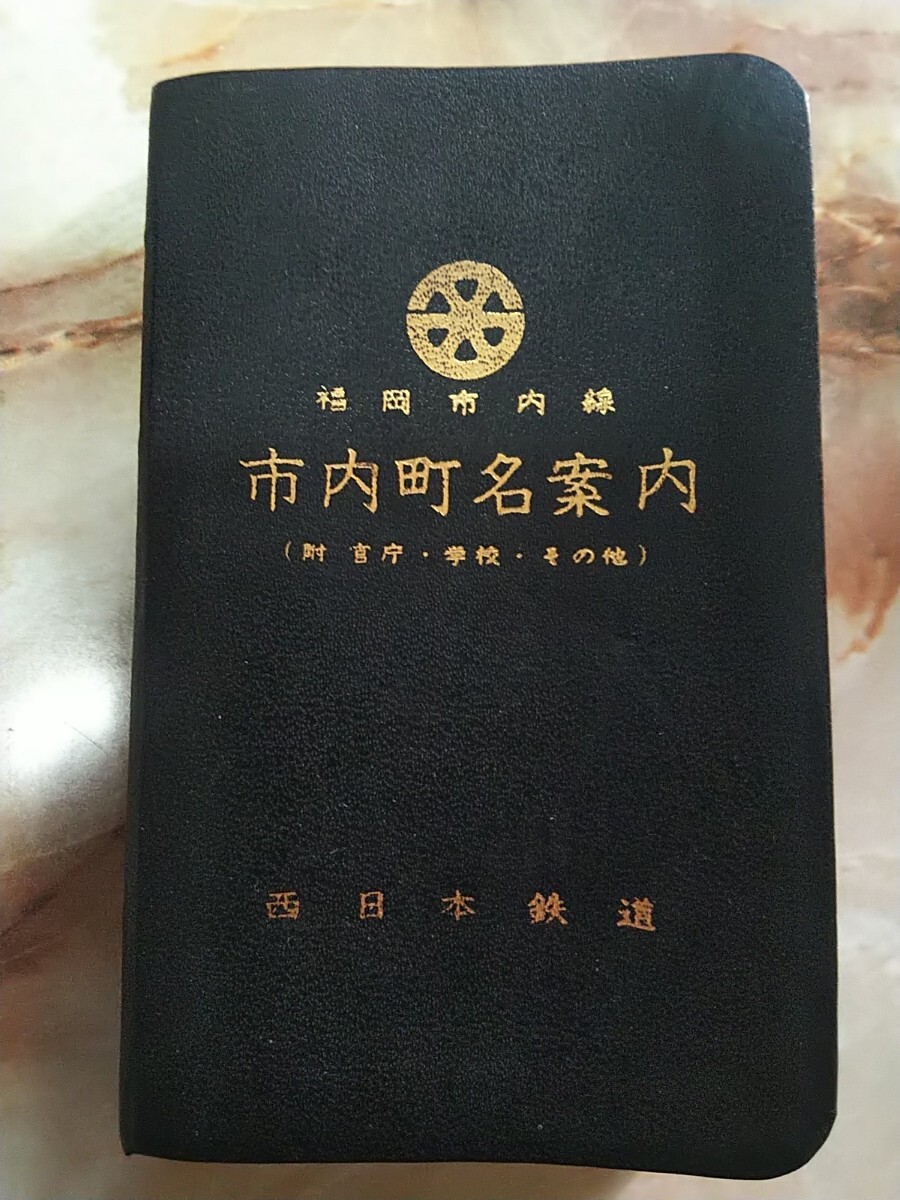 福岡市内線
市内町名案内
（附 官庁・学校・その他）
西日本鉄道